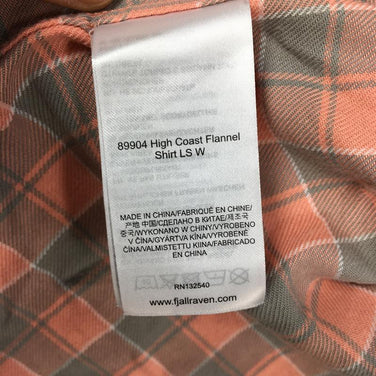 89904 High Coast Flannel
Shirt LS W
MADE IN CHINA/FABRIQUÉ EN CHINE/
产地 中国/СДЕЛАНО В КИТАЕ/제조국
중국/WYKONANO W CHINY/VYROBENÉ
V ČÍNA/GYÁRTVA KÍNA/VYROBENO
ČÍNA/VALMISTETTU KIINA/FABRICADO
EN CHINA
RN132540
www.fjallraven.com